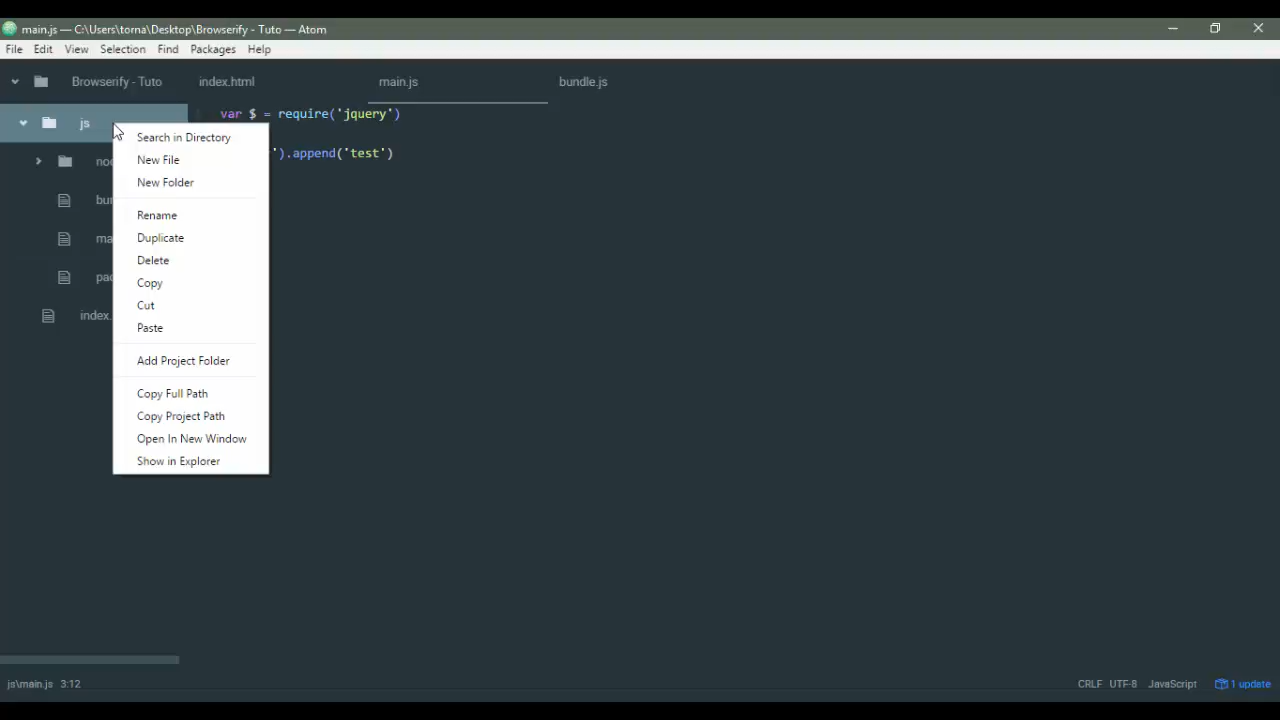 main.js — C:\Users\torna\Desktop\Browserify - Tuto — Atom
File Edit View Selection Find Packages Help
Browserify - Tuto index.html main.js bundle.js
js
var $ = require('jquery')
').append('test')
index.
Search in Directory
New File
New Folder
Rename
Duplicate
Delete
Copy
Cut
Paste
Add Project Folder
Copy Full Path
Copy Project Path
Open In New Window
Show in Explorer
js\main.js 3:12
CRLF UTF-8 JavaScript 1 update